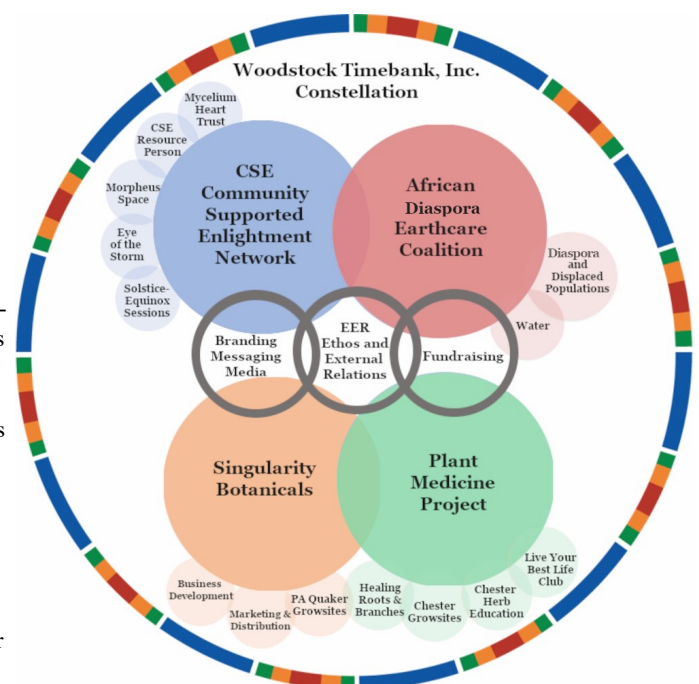 Woodstock Timebank, Inc.
Constellation
Mycelium
Heart
Trust
CSE
Resource
Person
Morpheus
Space
Eye
of the
Storm
Solstice-
Equinox
Sessions
CSE
Community
Supported
Enlightment
Network
African
Diaspora
Earthcare
Coalition
Diaspora
and
Displaced
Populations
Water
Branding
Messaging
Media
EER
Ethos and
External
Relations
Fundraising
Singularity
Botanicals
Plant
Medicine
Project
Business
Development
Marketing &
Distribution
PA Quaker
Growsites
Healing
Roots &
Branches
Chester
Growsites
Chester
Herb
Education
Live Your
Best Life
Club